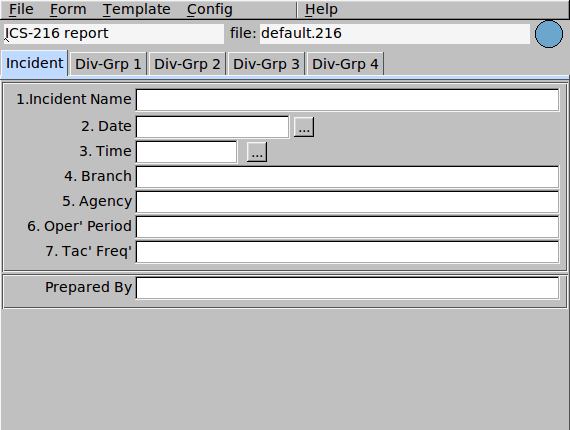 File Form Template Config Help
ICS-216 report file: default.216
Incident Div-Grp 1 Div-Grp 2 Div-Grp 3 Div-Grp 4
1.Incident Name
2. Date ...
3. Time ...
4. Branch
5. Agency
6. Oper' Period
7. Tac' Freq'
Prepared By